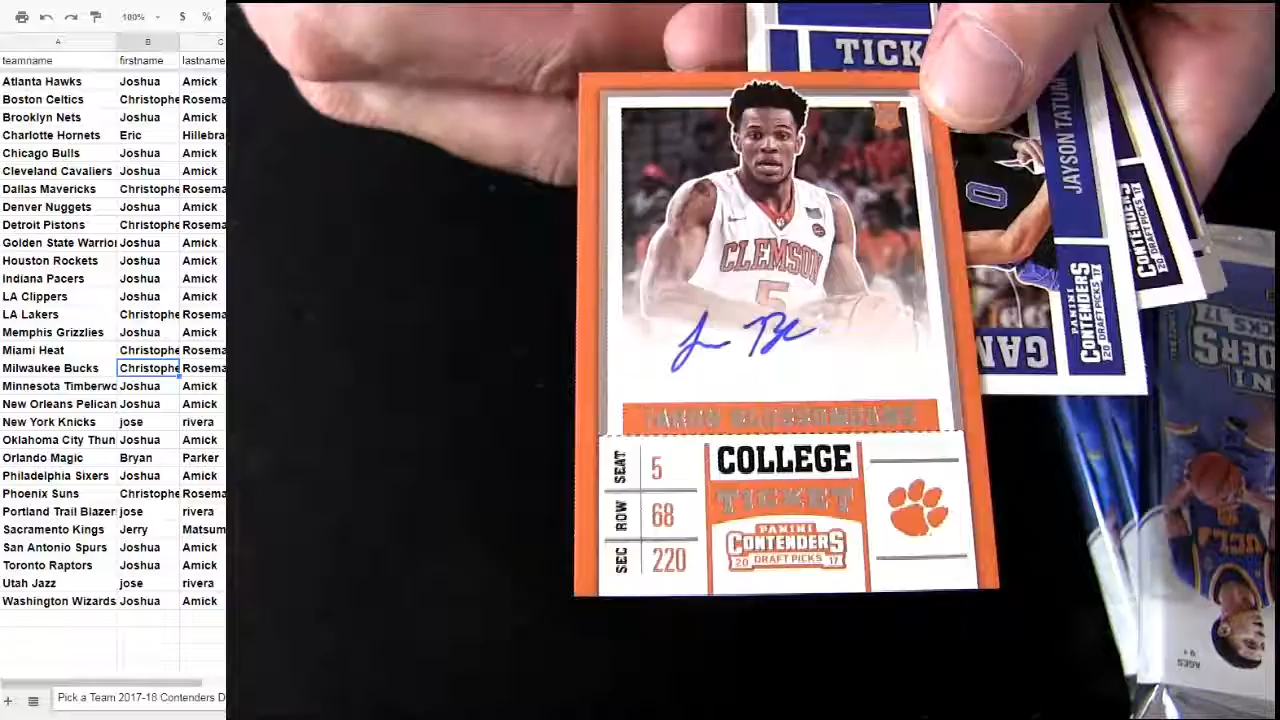 100% $ %
A B C
teamname firstname lastname
Atlanta Hawks Joshua Amick
Boston Celtics Christophe Rosema
Brooklyn Nets Joshua Amick
Charlotte Hornets Eric Hillebra
Chicago Bulls Joshua Amick
Cleveland Cavaliers Joshua Amick
Dallas Mavericks Christophe Rosema
Denver Nuggets Joshua Amick
Detroit Pistons Christophe Rosema
Golden State Warrior Joshua Amick
Houston Rockets Joshua Amick
Indiana Pacers Joshua Amick
LA Clippers Joshua Amick
LA Lakers Christophe Rosema
Memphis Grizzlies Joshua Amick
Miami Heat Christophe Rosema
Milwaukee Bucks Christophe Rosema
Minnesota Timberwo Joshua Amick
New Orleans Pelican Joshua Amick
New York Knicks jose rivera
Oklahoma City Thun Joshua Amick
Orlando Magic Bryan Parker
Philadelphia Sixers Joshua Amick
Phoenix Suns Christophe Rosema
Portland Trail Blazer jose rivera
Sacramento Kings Jerry Matsum
San Antonio Spurs Joshua Amick
Toronto Raptors Joshua Amick
Utah Jazz jose rivera
Washington Wizards Joshua Amick
Pick a Team 2017-18 Contenders D
TICK
JAYSON TATUM
0
GAM
PANINI
CONTENDERS
20 DRAFT PICKS 17
CONTENDERS
DRAFT PICKS 17
CLEMSON
5
JARON BLOSSOMGAME
SEAT 5
ROW 68
SEC 220
COLLEGE
TICKET
PANINI
CONTENDERS
20 DRAFT PICKS 17
UCLA
AGES
9+